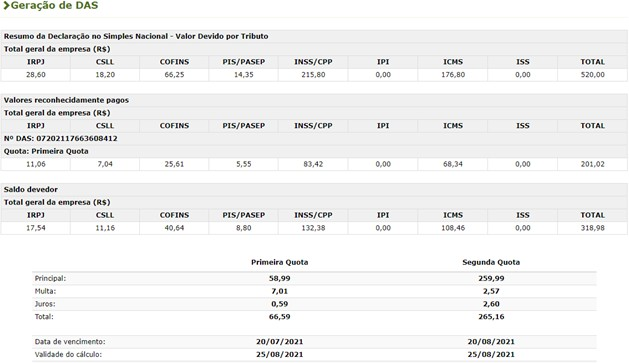 Geração de DAS
Resumo da Declaração no Simples Nacional - Valor Devido por Tributo
Total geral da empresa (R$)
IRPJ CSLL COFINS PIS/PASEP INSS/CPP IPI ICMS ISS TOTAL
28,60 18,20 66,25 14,35 215,80 0,00 176,80 0,00 520,00
Valores reconhecidamente pagos
Total geral da empresa (R$)
IRPJ CSLL COFINS PIS/PASEP INSS/CPP IPI ICMS ISS TOTAL
Nº DAS: 07202117663608412
Quota: Primeira Quota
11,06 7,04 25,61 5,55 83,42 0,00 68,34 0,00 201,02
Saldo devedor
Total geral da empresa (R$)
IRPJ CSLL COFINS PIS/PASEP INSS/CPP IPI ICMS ISS TOTAL
17,54 11,16 40,64 8,80 132,38 0,00 108,46 0,00 318,98
Primeira Quota Segunda Quota
Principal: 58,99 259,99
Multa: 7,01 2,57
Juros: 0,59 2,60
Total: 66,59 265,16
Data de vencimento: 20/07/2021 20/08/2021
Validade do cálculo: 25/08/2021 25/08/2021